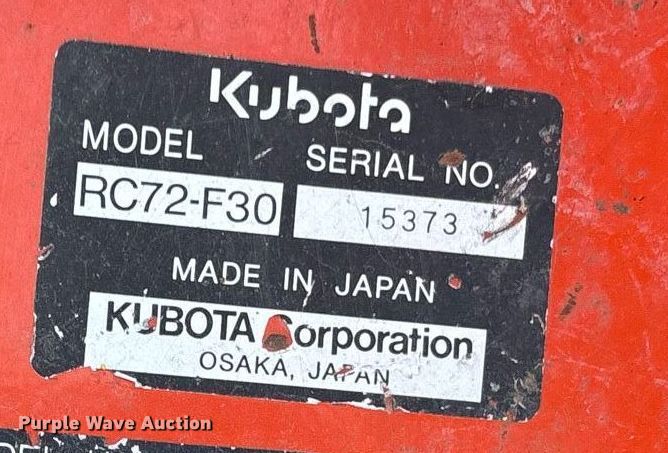 Kubota
MODEL SERIAL NO.
RC72-F30 15373
MADE IN JAPAN
KUBOTA Corporation
OSAKA, JAPAN
Purple Wave Auction